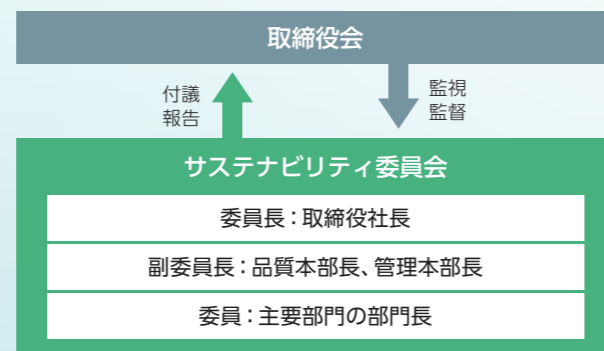 取締役会
付議
報告
監視
監督
サステナビリティ委員会
委員長：取締役社長
副委員長：品質本部長、管理本部長
委員：主要部門の部門長